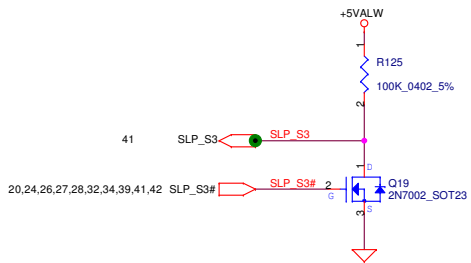 +5VALW
1
R125
100K_0402_5%
2
41 SLP_S3 SLP_S3
1 D
20,24,26,27,28,32,34,39,41,42 SLP_S3# SLP_S3# 2 G Q19
2N7002_SOT23
3 S